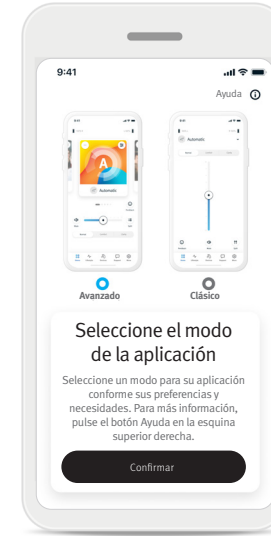 9:41
Ayuda
A
Automatic
Automatic
Avanzado
Clásico
Seleccione el modo
de la aplicación
Seleccione un modo para su aplicación
conforme sus preferencias y
necesidades. Para más información,
pulse el botón Ayuda en la esquina
superior derecha.
Confirmar